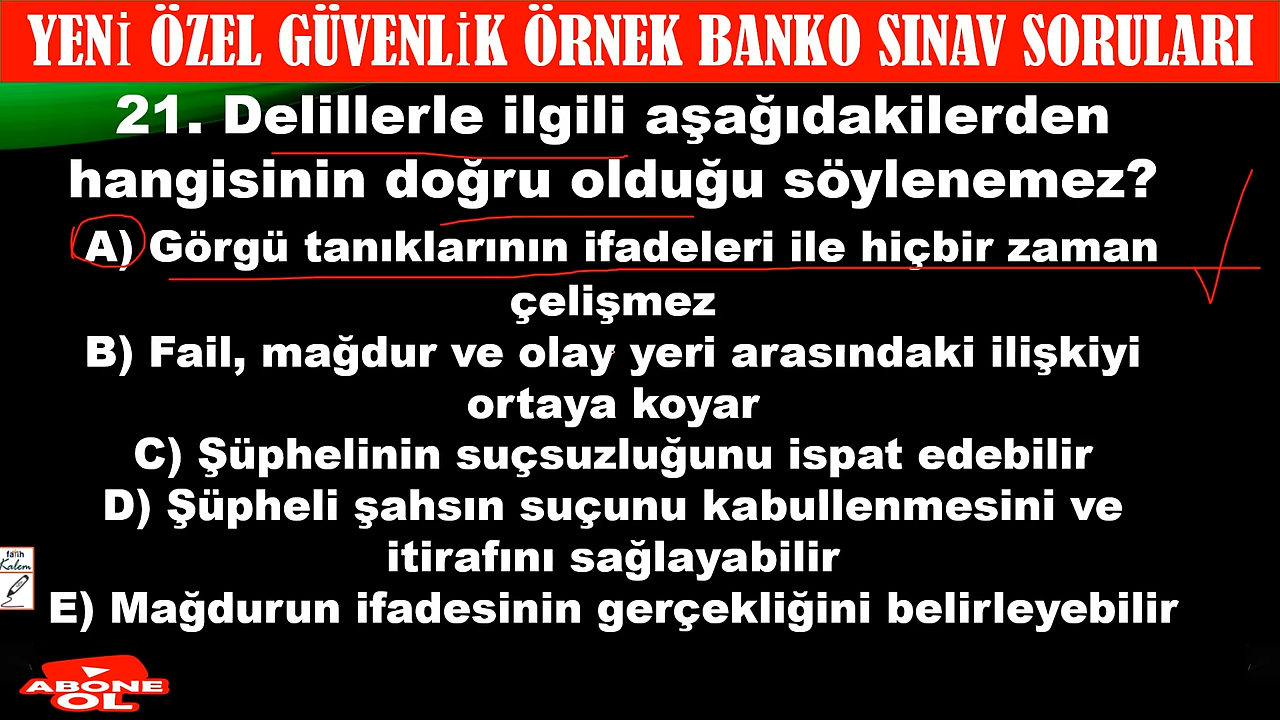 YENİ ÖZEL GÜVENLİK ÖRNEK BANKO SINAV SORULARI
21. Delillerle ilgili aşağıdakilerden
hangisinin doğru olduğu söylenemez?
A) Görgü tanıklarının ifadeleri ile hiçbir zaman
çelişmez
B) Fail, mağdur ve olay yeri arasındaki ilişkiyi
ortaya koyar
C) Şüphelinin suçsuzluğunu ispat edebilir
D) Şüpheli şahsın suçunu kabullenmesini ve
itirafını sağlayabilir
E) Mağdurun ifadesinin gerçekliğini belirleyebilir
fatih
Kalem
ABONE
OL